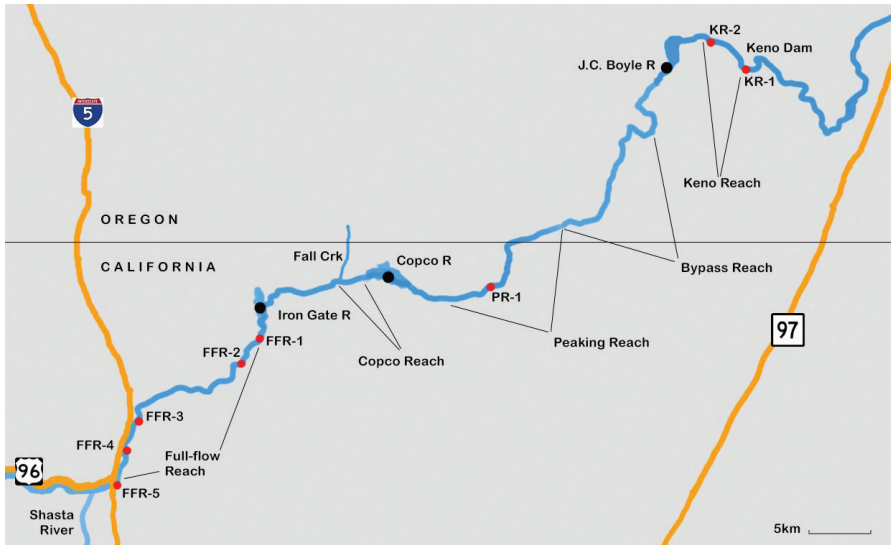 KR-2
Keno Dam
J.C. Boyle R
KR-1
INTERSTATE
5
Keno Reach
OREGON
CALIFORNIA
Fall Crk
Copco R
Bypass Reach
PR-1
Iron Gate R
97
FFR-1
Peaking Reach
FFR-2
Copco Reach
FFR-3
FFR-4
Full-flow
Reach
96
FFR-5
Shasta
River
5km